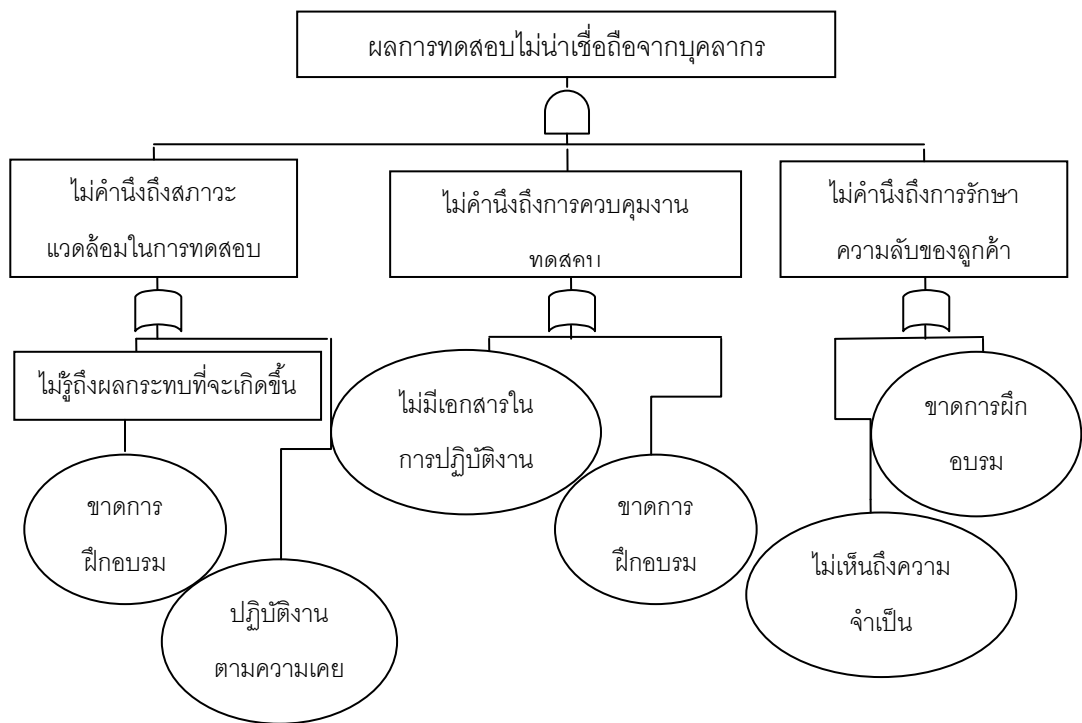 ผลการทดสอบไม่น่าเชื่อถือจากบุคลากร
ไม่คำนึงถึงสภาวะ
แวดล้อมในการทดสอบ
ไม่คำนึงถึงการควบคุมงาน
ทดสอบ
ไม่คำนึงถึงการรักษา
ความลับของลูกค้า
ไม่รู้ถึงผลกระทบที่จะเกิดขึ้น
ไม่มีเอกสารใน
การปฏิบัติงาน
ขาดการผึก
อบรม
ขาดการ
ฝึกอบรม
ขาดการ
ฝึกอบรม
ไม่เห็นถึงความ
จำเป็น
ปฏิบัติงาน
ตามความเคย